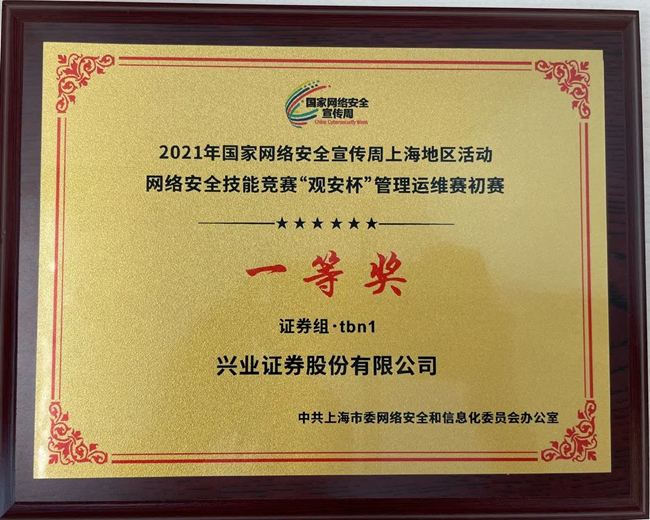 国家网络安全
宣传周
China Cybersecurity Week
2021年国家网络安全宣传周上海地区活动
网络安全技能竞赛“观安杯”管理运维赛初赛
★★★★★★
一等奖
证券组·tbn1
兴业证券股份有限公司
中共上海市委网络安全和信息化委员会办公室